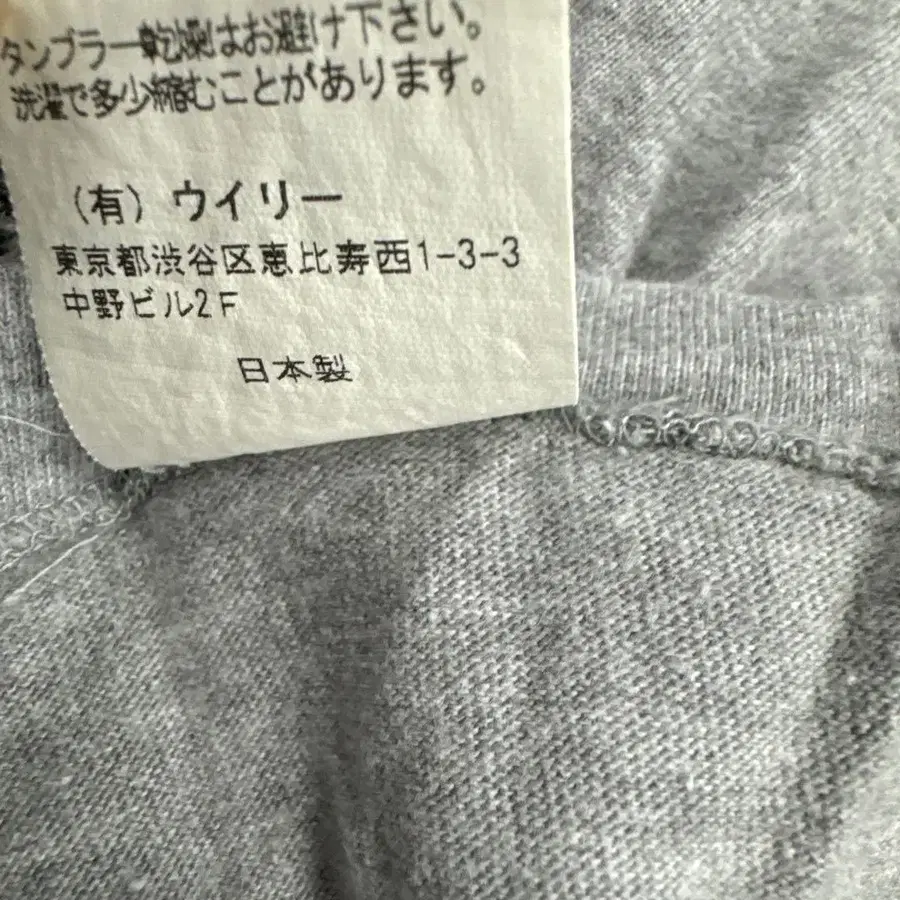 タンブラー乾燥はお避け下さい。
洗濯で多少縮むことがあります。
（有）ウイリー
東京都渋谷区恵比寿西1-3-3
中野ビル2F
日本製